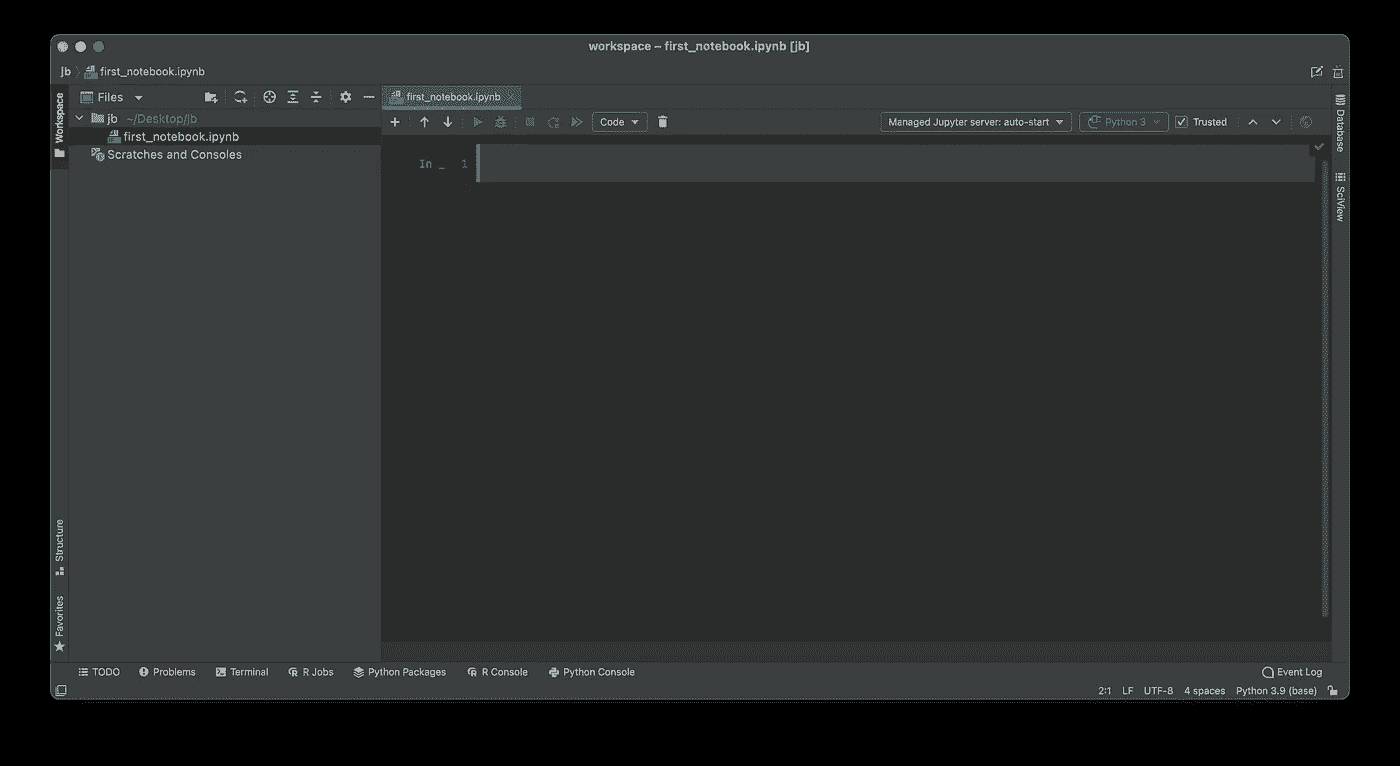 workspace – first_notebook.ipynb [jb]
jb first_notebook.ipynb
Workspace
Files
jb ~/Desktop/jb
first_notebook.ipynb
Scratches and Consoles
Structure
Favorites
first_notebook.ipynb
Code
Managed Jupyter server: auto-start
Python 3
Trusted
In _ 1
Database
SciView
TODO Problems Terminal R Jobs Python Packages R Console Python Console Event Log
2:1 LF UTF-8 4 spaces Python 3.9 (base)